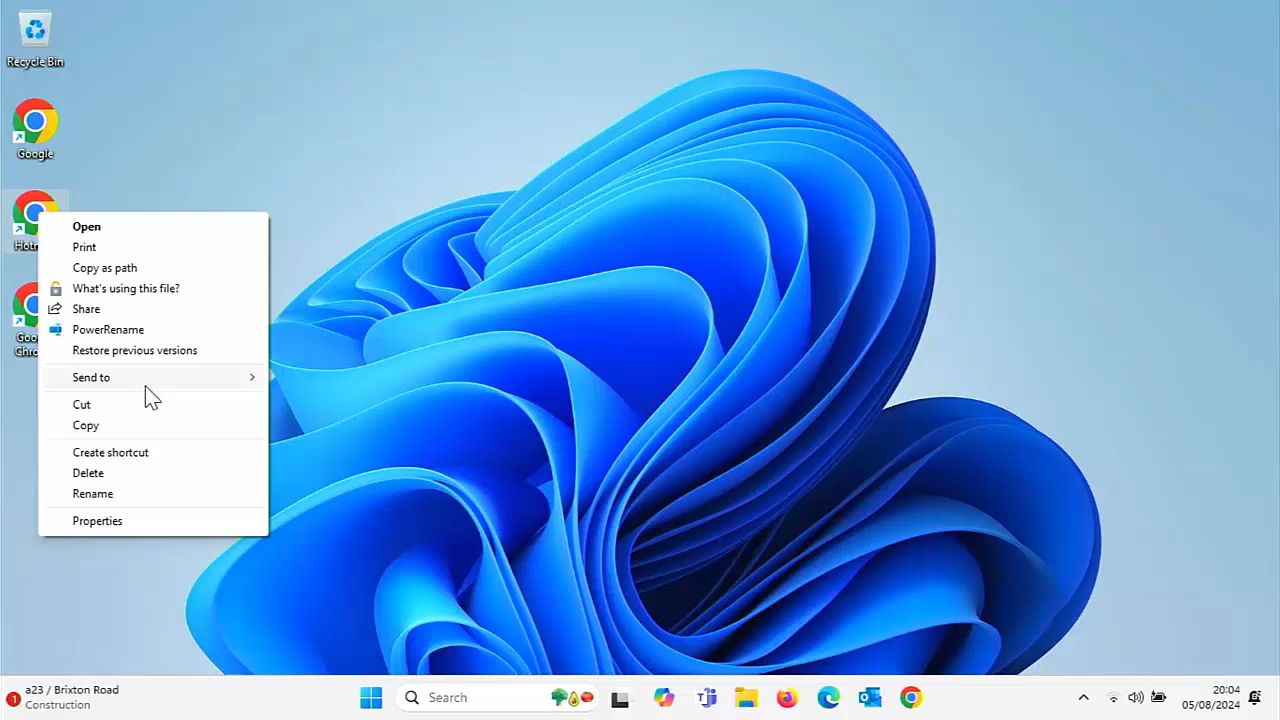 Recycle Bin
Google
Open
Print
Copy as path
What's using this file?
Share
PowerRename
Restore previous versions
Send to
Cut
Copy
Create shortcut
Delete
Rename
Properties
1
a23 / Brixton Road
Construction
Search
20:04
05/08/2024